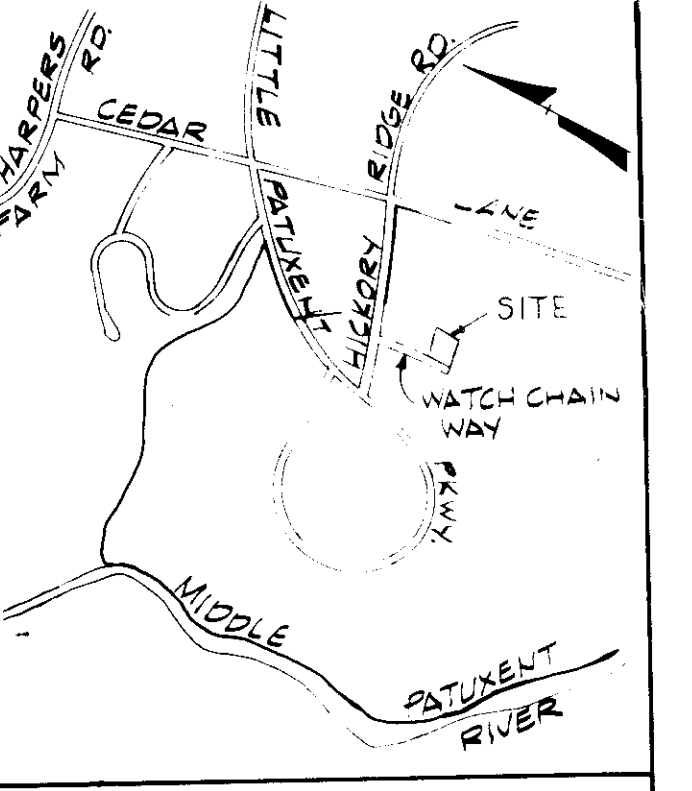 HARPERS
FARM
RD.
CEDAR
LANE
LITTLE
PATUXENT
PKWY.
HICKORY
RIDGE RD.
SITE
WATCH CHAIN
WAY
MIDDLE
PATUXENT
RIVER